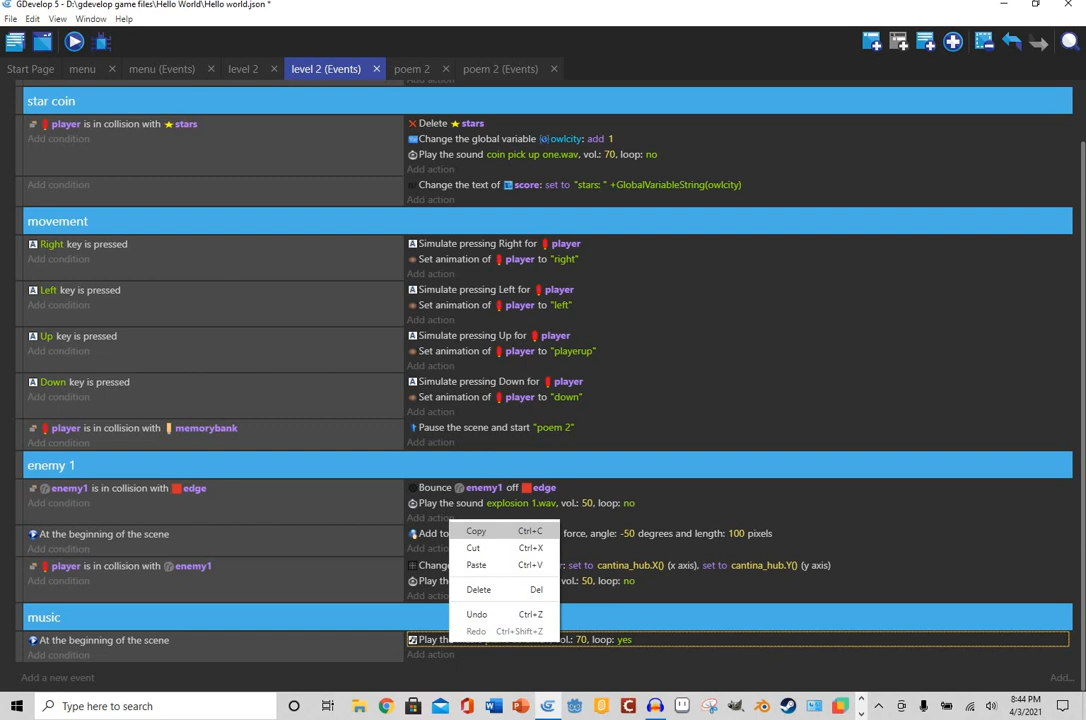 GDevelop 5 - D:\gdevelop game files\Hello World\Hello world.json *
File Edit View Window Help
Start Page menu menu (Events) level 2 level 2 (Events) poem 2 poem 2 (Events)
star coin
player is in collision with stars
Add condition
Delete stars
Change the global variable owlcity: add 1
Play the sound coin pick up one.wav, vol.: 70, loop: no
Add action
Add condition
Change the text of score: set to "stars: " +GlobalVariableString(owlcity)
Add action
movement
Right key is pressed
Add condition
Simulate pressing Right for player
Set animation of player to "right"
Add action
Left key is pressed
Add condition
Simulate pressing Left for player
Set animation of player to "left"
Add action
Up key is pressed
Add condition
Simulate pressing Up for player
Set animation of player to "playerup"
Add action
Down key is pressed
Add condition
Simulate pressing Down for player
Set animation of player to "down"
Add action
player is in collision with memorybank
Add condition
Pause the scene and start "poem 2"
Add action
enemy 1
enemy1 is in collision with edge
Add condition
Bounce enemy1 off edge
Play the sound explosion 1.wav, vol.: 50, loop: no
Add action
At the beginning of the scene
Add condition
Add to force, angle: -50 degrees and length: 100 pixels
player is in collision with enemy1
Add condition
set to cantina_hub.X() (x axis), set to cantina_hub.Y() (y axis)
Play the vol.: 50, loop: no
Copy Ctrl+C
Cut Ctrl+X
Paste Ctrl+V
Delete Del
Undo Ctrl+Z
Redo Ctrl+Shift+Z
music
At the beginning of the scene
Add condition
Play the vol.: 70, loop: yes
Add action
Add a new event
Add...
Type here to search
8:44 PM
4/3/2021